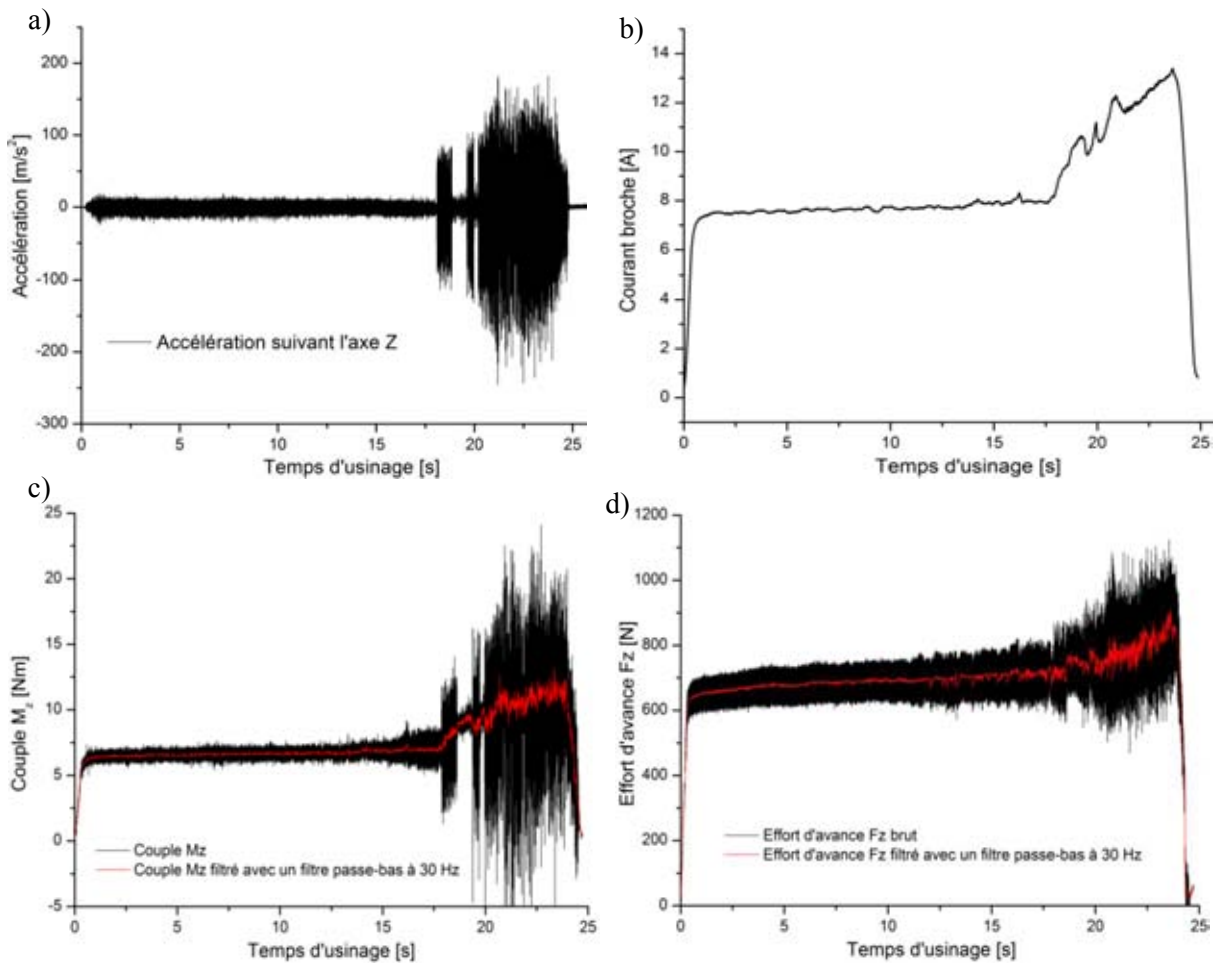 a)
200
100
0
-100
-200
-300
Accélération [m/s²]
Accélération suivant l'axe Z
0 5 10 15 20 25
Temps d'usinage [s]
b)
14
12
10
8
6
4
2
0
Courant broche [A]
0 5 10 15 20 25
Temps d'usinage [s]
c)
25
20
15
10
5
0
-5
Couple Mz [Nm]
Couple Mz
Couple Mz filtré avec un filtre passe-bas à 30 Hz
0 5 10 15 20 25
Temps d'usinage [s]
d)
1200
1000
800
600
400
200
0
Effort d'avance Fz [N]
Effort d'avance Fz brut
Effort d'avance Fz filtré avec un filtre passe-bas à 30 Hz
0 5 10 15 20 25
Temps d'usinage [s]